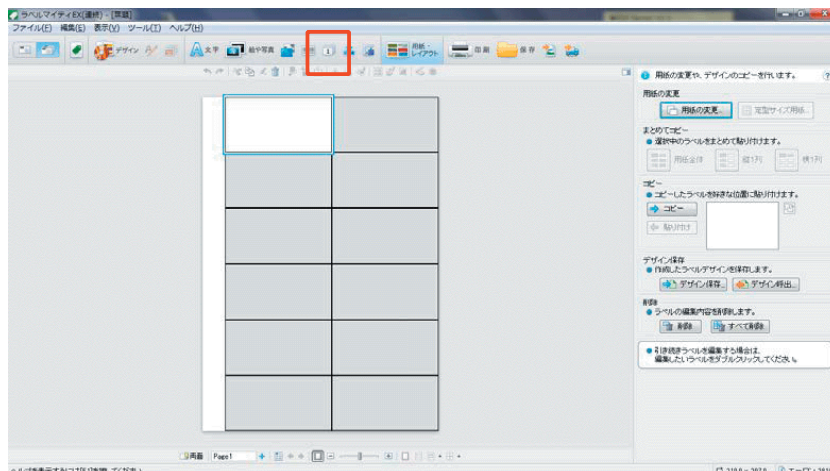 ラベルマイティEX(連続) - [無題]
ファイル(F) 編集(E) 表示(V) ツール(T) ヘルプ(H)
デザイン 文字 絵や写真 用紙・レイアウト 印刷 保存
用紙の変更や、デザインのコピーを行います。
用紙の変更
用紙の変更... 定型サイズ用紙...
まとめてコピー
選択中のラベルをまとめて貼り付けます。
用紙全体 縦1列 横1列
コピー
コピーしたラベルを好きな位置に貼り付けます。
コピー
貼り付け
デザイン保存
作成したラベルデザインを保存します。
デザイン保存... デザイン呼出...
削除
ラベルの編集内容を削除します。
削除 すべて削除
引き続きラベルを編集する場合は、
編集したいラベルをダブルクリックしてください。
両面 Page1